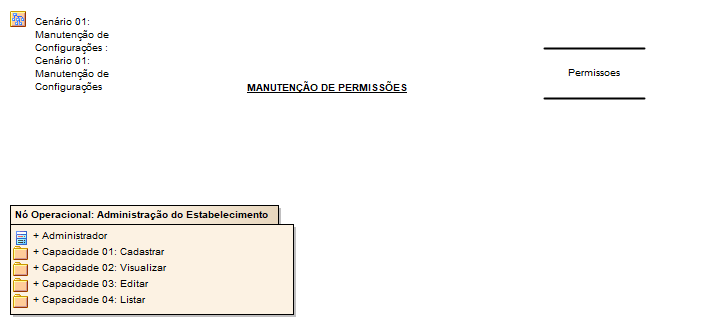 Cenário 01:
Manutenção de
Configurações :
Cenário 01:
Manutenção de
Configurações
MANUTENÇÃO DE PERMISSÕES
Permissoes
Nó Operacional: Administração do Estabelecimento
+ Administrador
+ Capacidade 01: Cadastrar
+ Capacidade 02: Visualizar
+ Capacidade 03: Editar
+ Capacidade 04: Listar